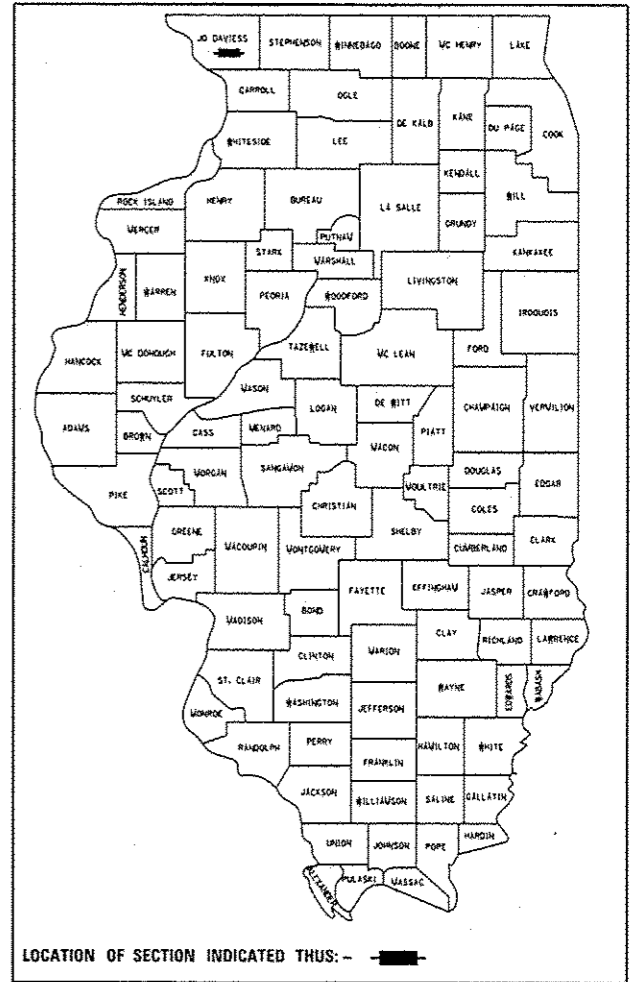 JO DAVIESS STEPHENSON WINNEBAGO BOONE MC HENRY LAKE
CARROLL OGLE DE KALB KANE DU PAGE COOK
WHITESIDE LEE KENDALL WILL
ROCK ISLAND HENRY BUREAU LA SALLE GRUNDY
MERCER PUTNAM KANKAKEE
STARK MARSHALL LIVINGSTON
HENDERSON WARREN KNOX PEORIA WOODFORD IROQUOIS
HANCOCK MC DONOUGH FULTON TAZEWELL MC LEAN FORD
SCHUYLER MASON LOGAN DE WITT CHAMPAIGN VERMILION
ADAMS BROWN CASS MENARD MACON PIATT
PIKE SCOTT MORGAN SANGAMON CHRISTIAN MOULTRIE DOUGLAS EDGAR
COLES
CALHOUN GREENE MACOUPIN MONTGOMERY SHELBY CUMBERLAND CLARK
JERSEY FAYETTE EFFINGHAM JASPER CRAWFORD
MADISON BOND CLAY RICHLAND LAWRENCE
CLINTON MARION
ST. CLAIR WASHINGTON JEFFERSON WAYNE EDWARDS WABASH
MONROE
RANDOLPH PERRY FRANKLIN HAMILTON WHITE
JACKSON WILLIAMSON SALINE GALLATIN
UNION JOHNSON POPE HARDIN
ALEXANDER PULASKI MASSAC
LOCATION OF SECTION INDICATED THUS: -